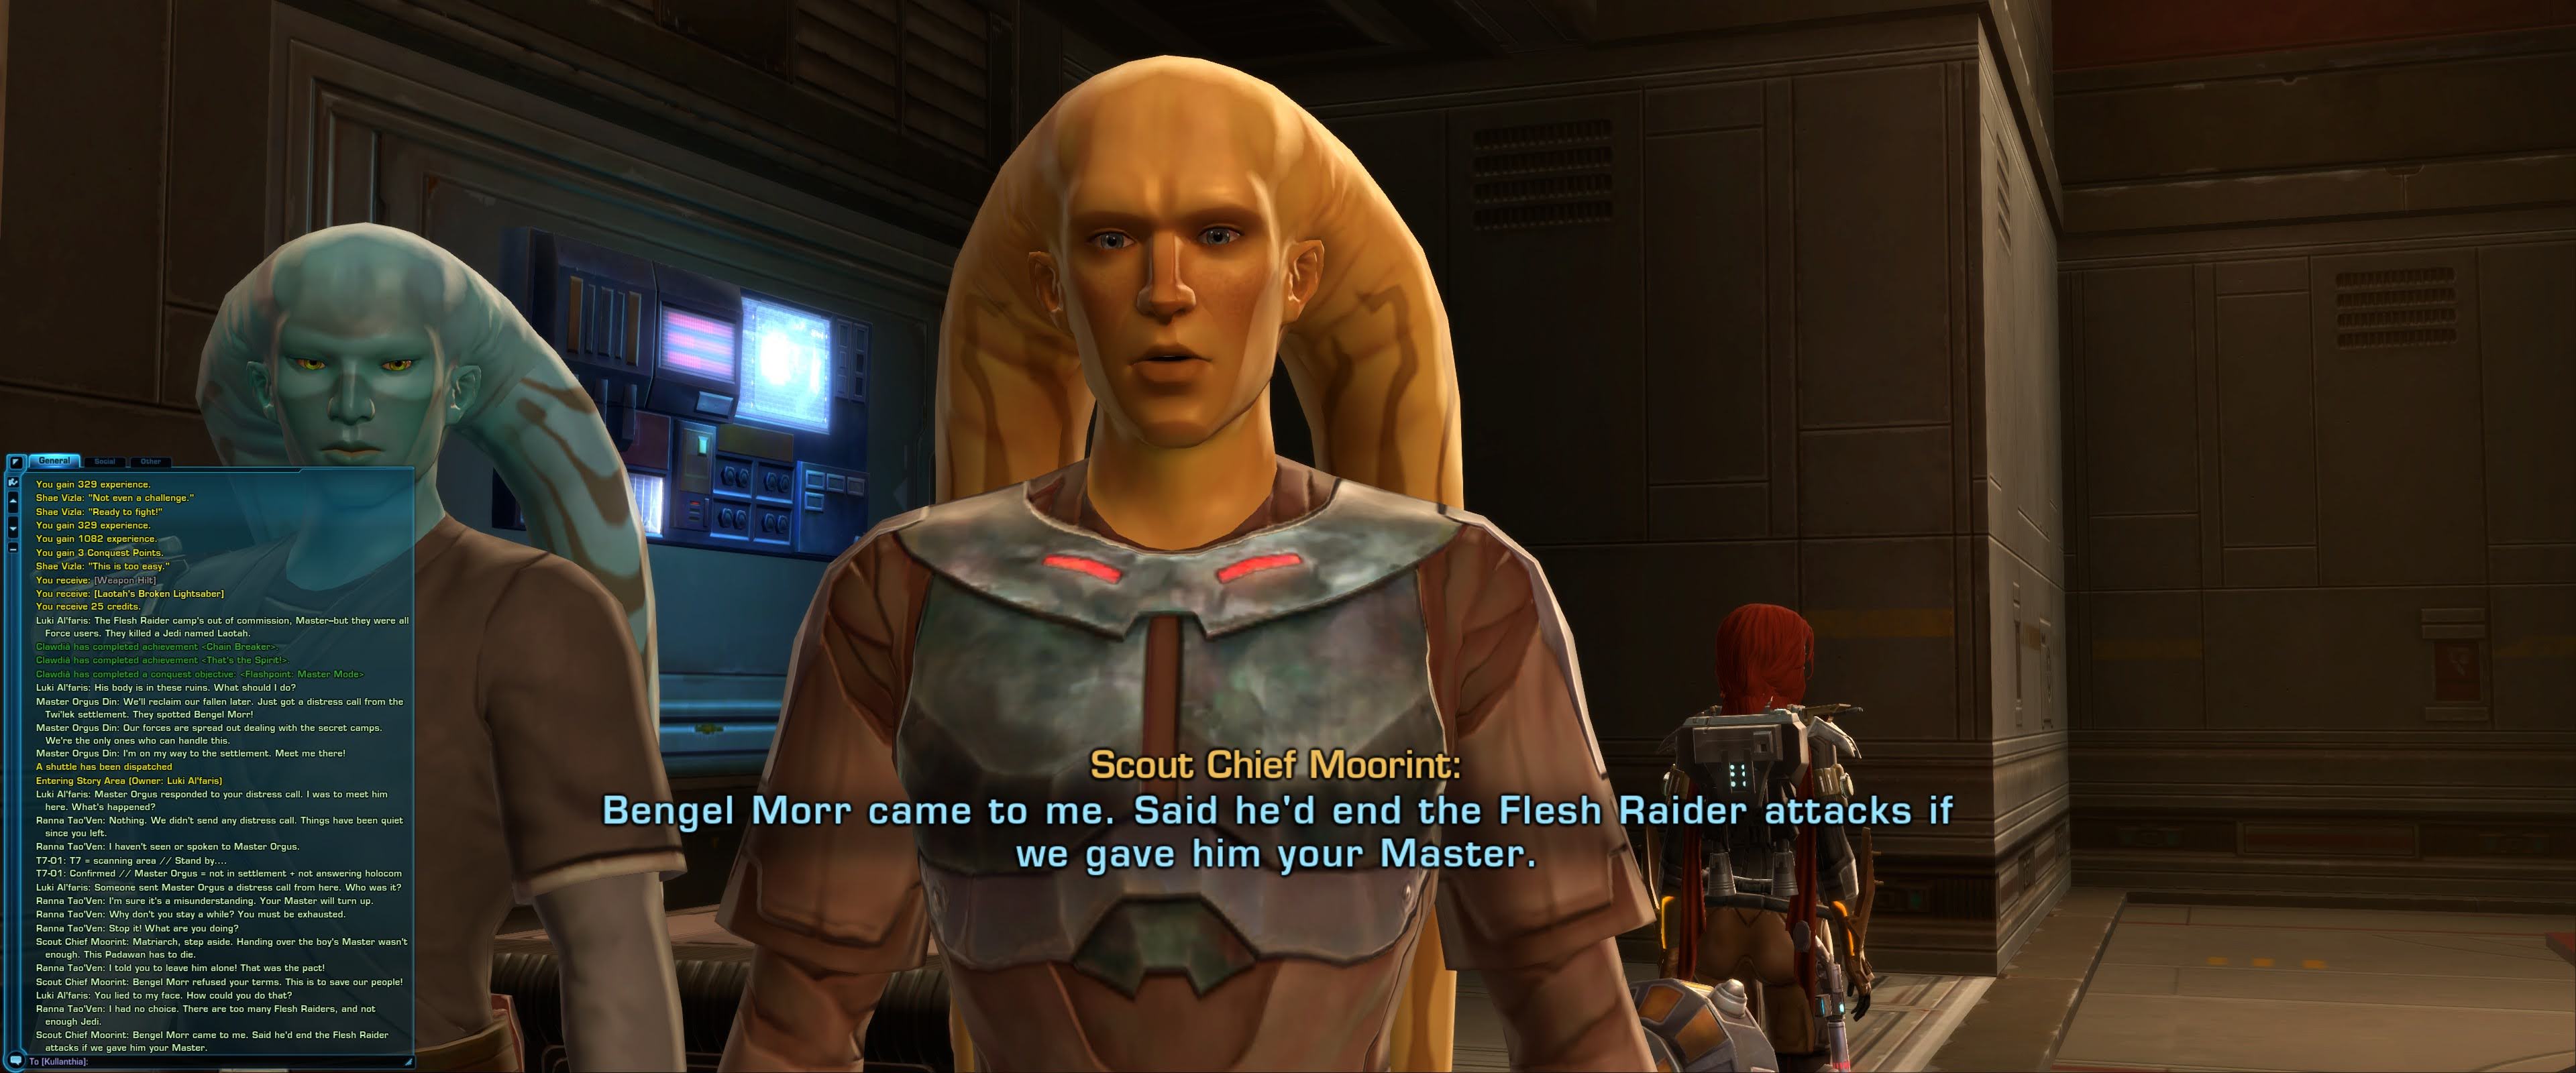 General Social Other
You gain 329 experience.
Shae Vizla: "Not even a challenge."
Shae Vizla: "Ready to fight!"
You gain 329 experience.
You gain 1082 experience.
You gain 3 Conquest Points.
Shae Vizla: "This is too easy."
You receive: [Weapon Hilt]
You receive: [Laotah's Broken Lightsaber]
You receive 25 credits.
Luki Al'faris: The Flesh Raider camp's out of commission, Master—but they were all
Force users. They killed a Jedi named Laotah.
Clawdiä has completed achievement <Chain Breaker>
Clawdiä has completed achievement <That's the Spirit!>
Clawdiä has completed a conquest objective: <Flashpoint: Master Mode>
Luki Al'faris: His body is in these ruins. What should I do?
Master Orgus Din: We'll reclaim our fallen later. Just got a distress call from the
Twi'lek settlement. They spotted Bengel Morr!
Master Orgus Din: Our forces are spread out dealing with the secret camps.
We're the only ones who can handle this.
Master Orgus Din: I'm on my way to the settlement. Meet me there!
A shuttle has been dispatched
Entering Story Area (Owner: Luki Al'faris)
Luki Al'faris: Master Orgus responded to your distress call. I was to meet him
here. What's happened?
Ranna Tao'Ven: Nothing. We didn't send any distress call. Things have been quiet
since you left.
Ranna Tao'Ven: I haven't seen or spoken to Master Orgus.
T7-01: T7 = scanning area // Stand by....
T7-01: Confirmed // Master Orgus = not in settlement + not answering holocom
Luki Al'faris: Someone sent Master Orgus a distress call from here. Who was it?
Ranna Tao'Ven: I'm sure it's a misunderstanding. Your Master will turn up.
Ranna Tao'Ven: Why don't you stay a while? You must be exhausted.
Ranna Tao'Ven: Stop it! What are you doing?
Scout Chief Moorint: Matriarch, step aside. Handing over the boy's Master wasn't
enough. This Padawan has to die.
Ranna Tao'Ven: I told you to leave him alone! That was the pact!
Scout Chief Moorint: Bengel Morr refused your terms. This is to save our people!
Luki Al'faris: You lied to my face. How could you do that?
Ranna Tao'Ven: I had no choice. There are too many Flesh Raiders, and not
enough Jedi.
Scout Chief Moorint: Bengel Morr came to me. Said he'd end the Flesh Raider
attacks if we gave him your Master.
To [Kullanthia]:
Scout Chief Moorint:
Bengel Morr came to me. Said he'd end the Flesh Raider attacks if
we gave him your Master.